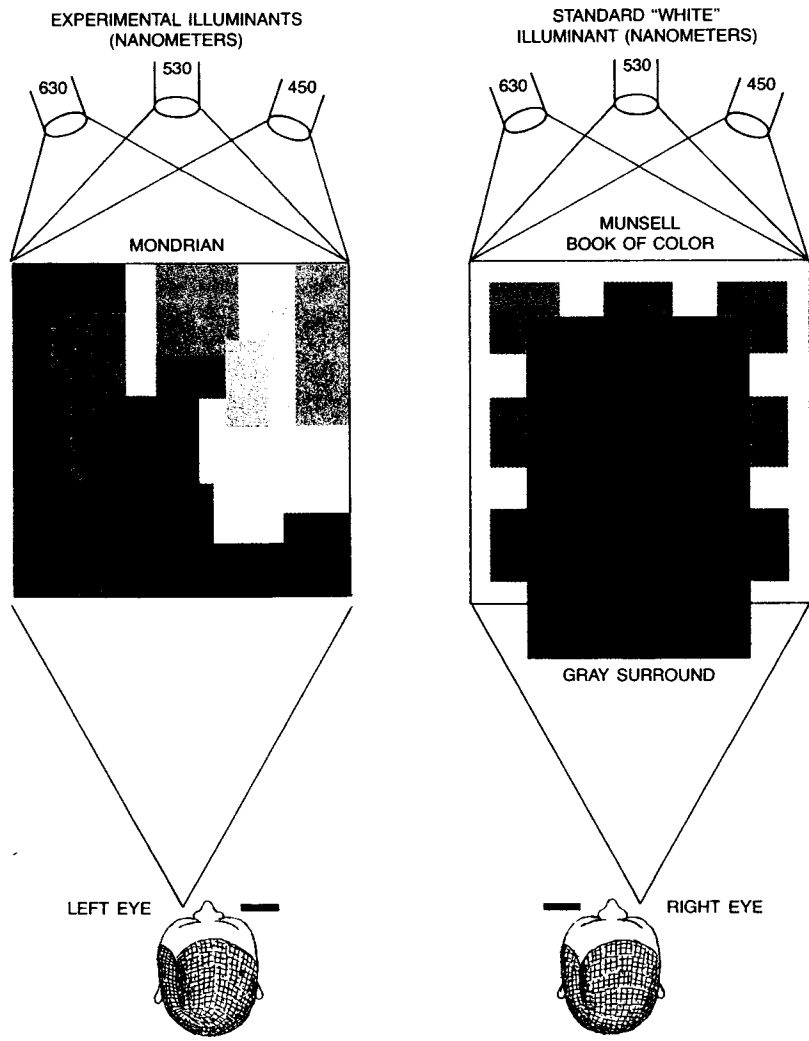 EXPERIMENTAL ILLUMINANTS
(NANOMETERS)
630
530
450
MONDRIAN
LEFT EYE
STANDARD "WHITE"
ILLUMINANT (NANOMETERS)
630
530
450
MUNSELL
BOOK OF COLOR
GRAY SURROUND
RIGHT EYE